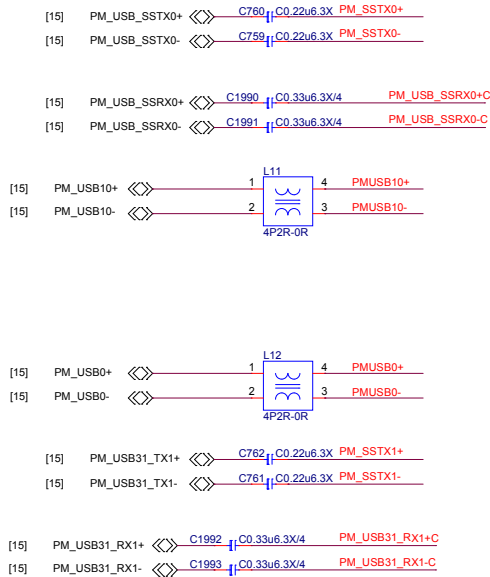 [15] PM_USB_SSTX0+ C760 C0.22u6.3X PM_SSTX0+
[15] PM_USB_SSTX0- C759 C0.22u6.3X PM_SSTX0-
[15] PM_USB_SSRX0+ C1990 C0.33u6.3X/4 PM_USB_SSRX0+C
[15] PM_USB_SSRX0- C1991 C0.33u6.3X/4 PM_USB_SSRX0-C
L11
[15] PM_USB10+ 1 4 PMUSB10+
[15] PM_USB10- 2 3 PMUSB10-
4P2R-0R
L12
[15] PM_USB0+ 1 4 PMUSB0+
[15] PM_USB0- 2 3 PMUSB0-
4P2R-0R
[15] PM_USB31_TX1+ C762 C0.22u6.3X PM_SSTX1+
[15] PM_USB31_TX1- C761 C0.22u6.3X PM_SSTX1-
[15] PM_USB31_RX1+ C1992 C0.33u6.3X/4 PM_USB31_RX1+C
[15] PM_USB31_RX1- C1993 C0.33u6.3X/4 PM_USB31_RX1-C